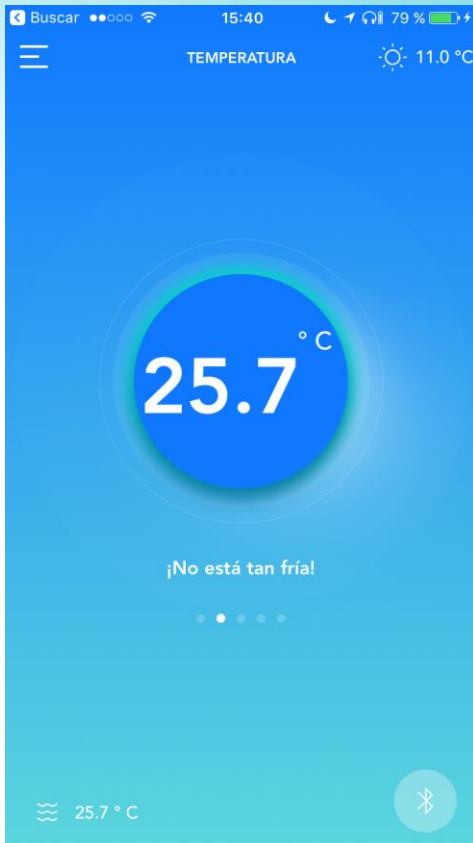 Buscar 15:40 79 %
TEMPERATURA 11.0 °C
° C
25.7
¡No está tan fría!
25.7 ° C